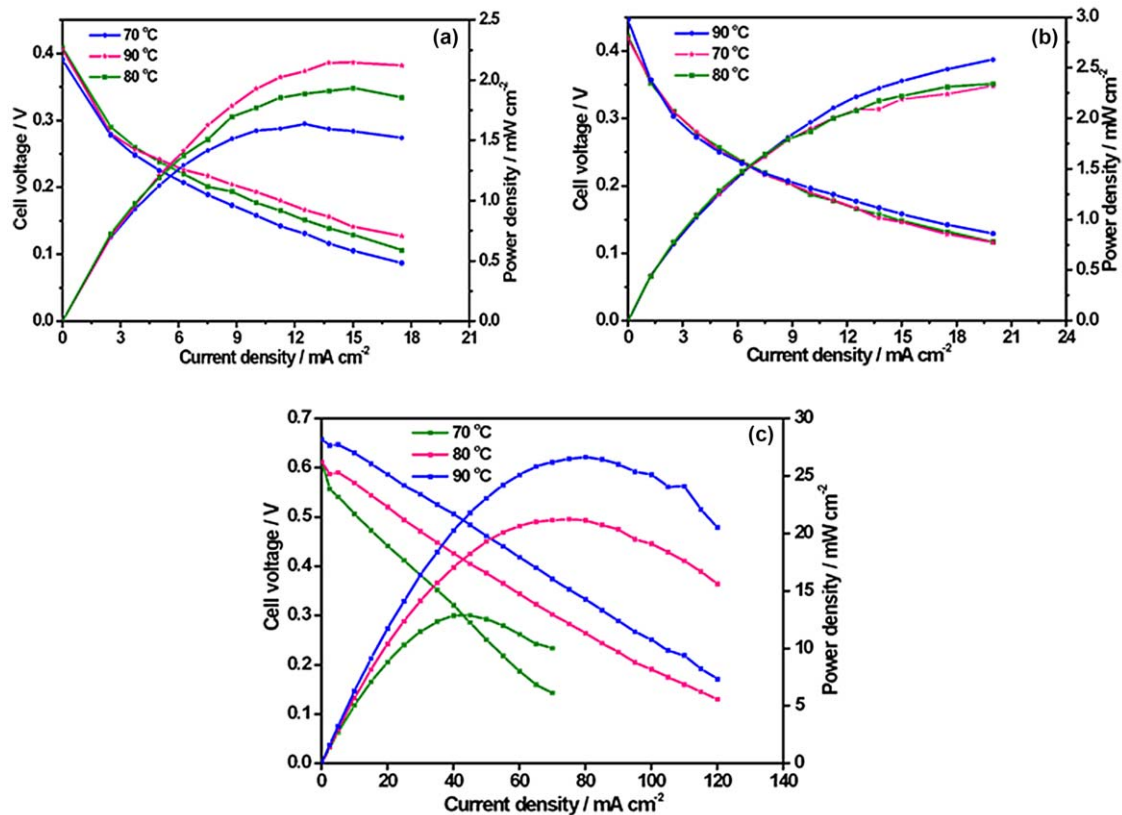 (a)
70 °C
90 °C
80 °C
Cell voltage / V
0.4
0.3
0.2
0.1
0.0
Power density / mW cm-2
2.5
2.0
1.5
1.0
0.5
0.0
0 3 6 9 12 15 18 21
Current density / mA cm-2
(b)
90 °C
70 °C
80 °C
Cell voltage / V
0.4
0.3
0.2
0.1
0.0
Power density / mW cm-2
3.0
2.5
2.0
1.5
1.0
0.5
0.0
0 3 6 9 12 15 18 21 24
Current density / mA cm-2
(c)
70 °C
80 °C
90 °C
Cell voltage / V
0.7
0.6
0.5
0.4
0.3
0.2
0.1
0.0
Power density / mW cm-2
30
25
20
15
10
5
0
0 20 40 60 80 100 120 140
Current density / mA cm-2